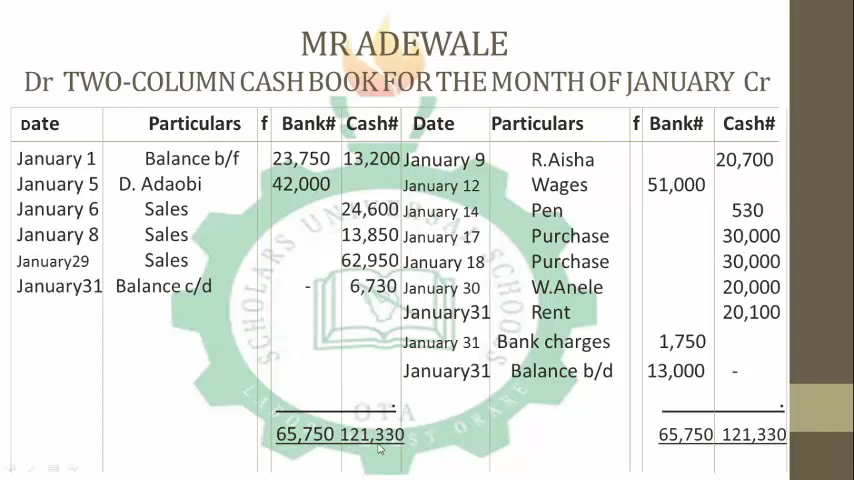 MR ADEWALE
Dr TWO-COLUMN CASH BOOK FOR THE MONTH OF JANUARY Cr
Date Particulars f Bank# Cash# Date Particulars f Bank# Cash#
January 1 Balance b/f 23,750 13,200 January 9 R.Aisha 20,700
January 5 D. Adaobi 42,000 January 12 Wages 51,000
January 6 Sales 24,600 January 14 Pen 530
January 8 Sales 13,850 January 17 Purchase 30,000
January29 Sales 62,950 January 18 Purchase 30,000
January31 Balance c/d - 6,730 January 30 W.Anele 20,000
January31 Rent 20,100
January 31 Bank charges 1,750
January31 Balance b/d 13,000 -
65,750 121,330 65,750 121,330
SCHOLARS UNIVERSAL SCHOOLS
OTA